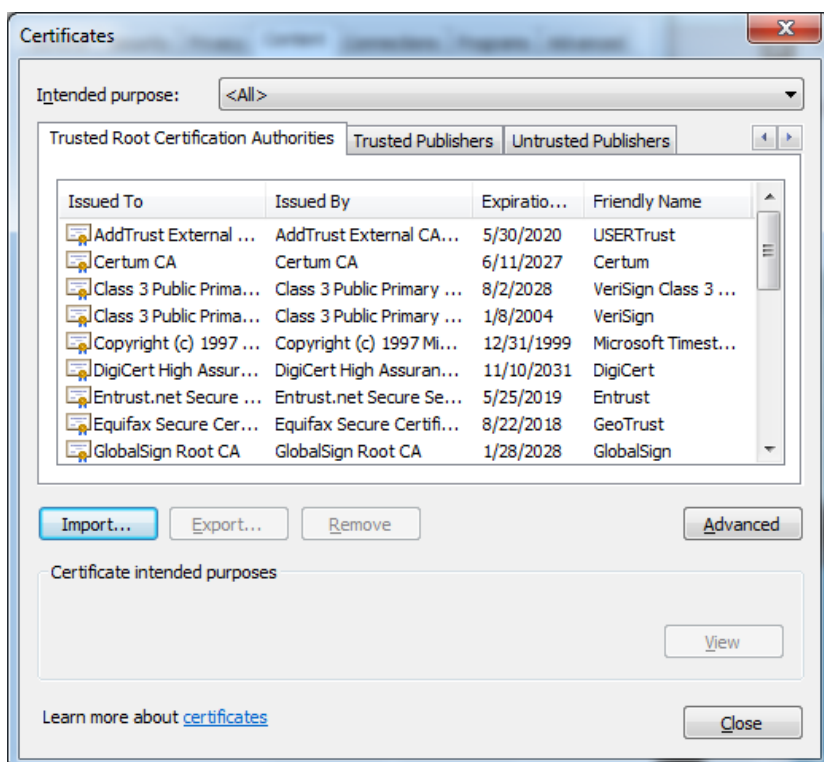 Certificates
Intended purpose: <All>
Trusted Root Certification Authorities Trusted Publishers Untrusted Publishers
Issued To Issued By Expiratio... Friendly Name
AddTrust External ... AddTrust External CA... 5/30/2020 USERTrust
Certum CA Certum CA 6/11/2027 Certum
Class 3 Public Prima... Class 3 Public Primary ... 8/2/2028 VeriSign Class 3 ...
Class 3 Public Prima... Class 3 Public Primary ... 1/8/2004 VeriSign
Copyright (c) 1997 ... Copyright (c) 1997 Mi... 12/31/1999 Microsoft Timest...
DigiCert High Assur... DigiCert High Assuran... 11/10/2031 DigiCert
Entrust.net Secure ... Entrust.net Secure Se... 5/25/2019 Entrust
Equifax Secure Cer... Equifax Secure Certifi... 8/22/2018 GeoTrust
GlobalSign Root CA GlobalSign Root CA 1/28/2028 GlobalSign
Import... Export... Remove Advanced
Certificate intended purposes
View
Learn more about certificates
Close